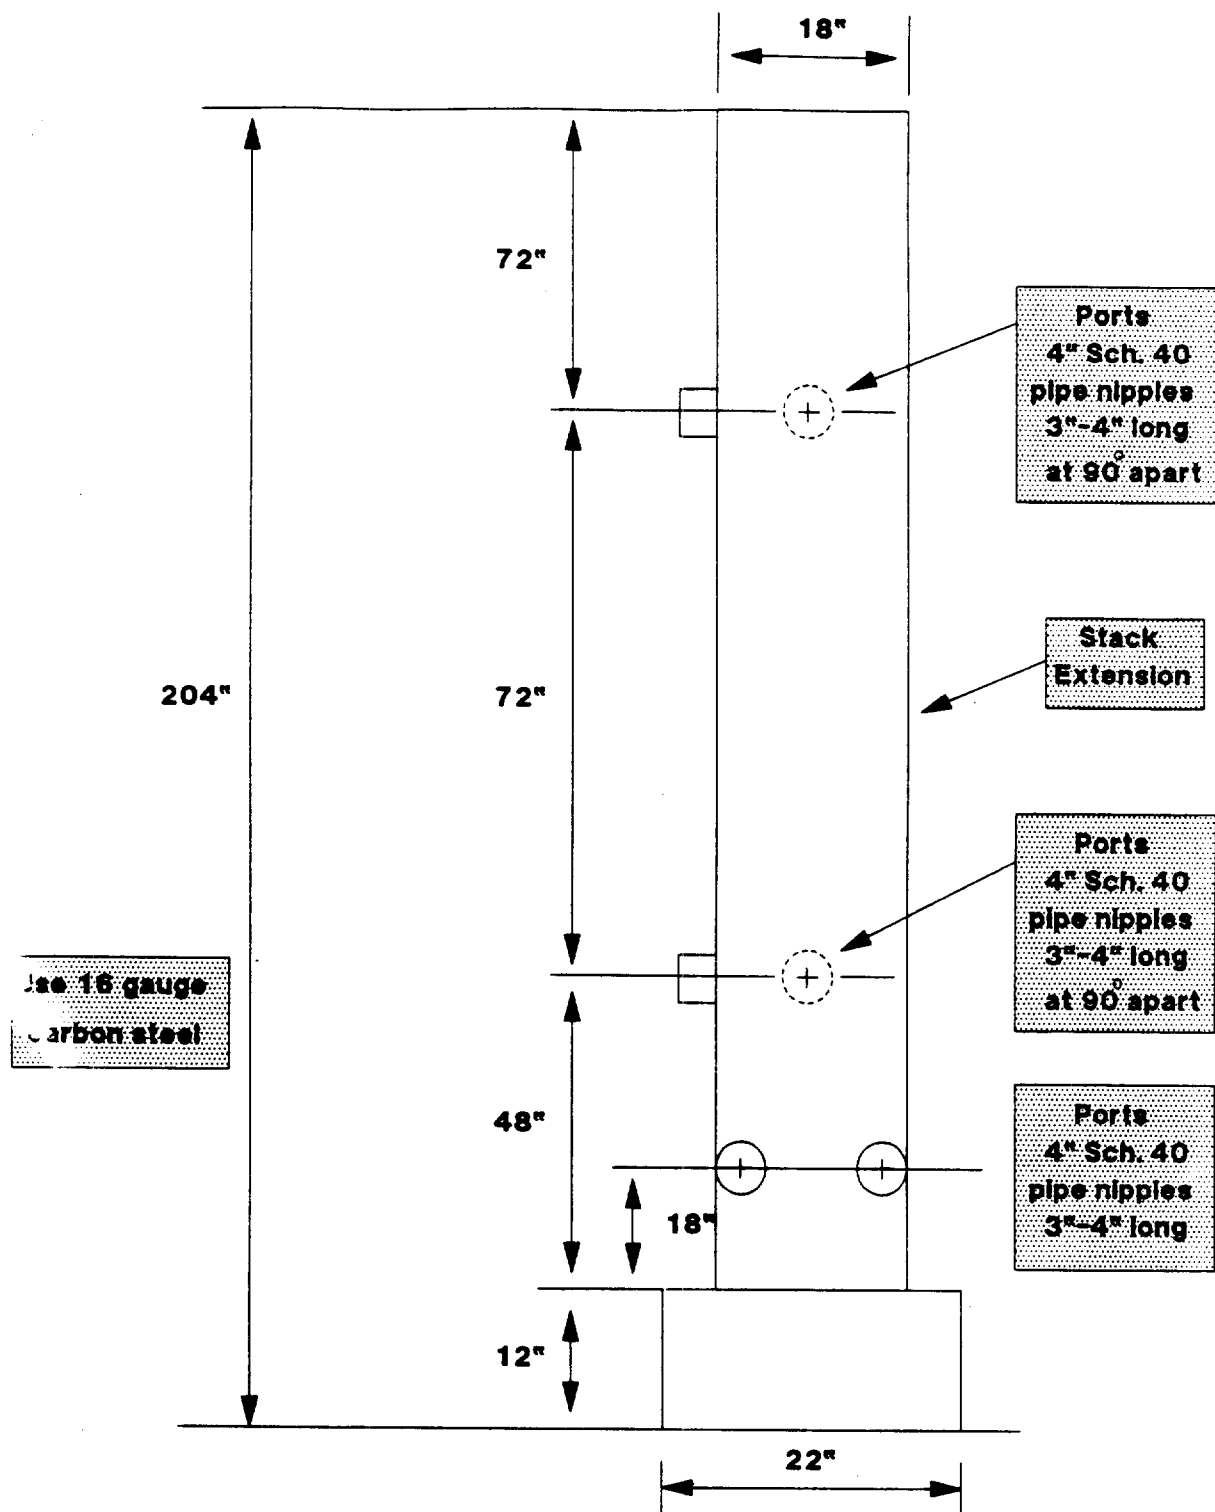 18"
72"
Ports
4" Sch. 40
pipe nipples
3"-4" long
at 90° apart
Stack
Extension
204"
72"
Ports
4" Sch. 40
pipe nipples
3"-4" long
at 90° apart
16 gauge
steel
48"
Ports
4" Sch. 40
pipe nipples
3"-4" long
18"
12"
22"